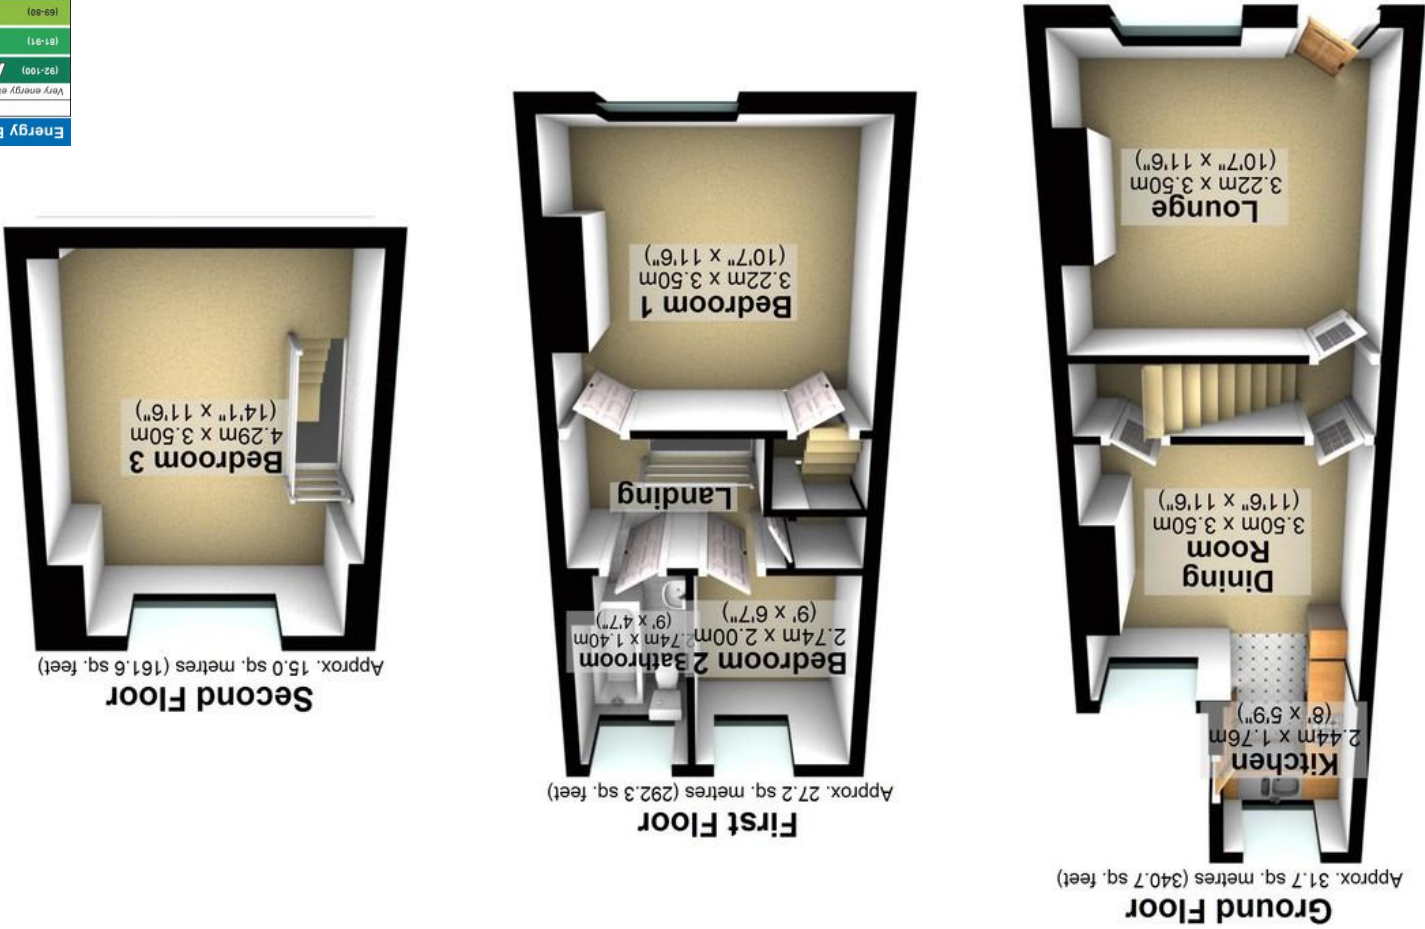 Ground Floor
Approx. 31.7 sq. metres (340.7 sq. feet)
Kitchen
2.44m x 1.76m
(8' x 5'9")
Dining
Room
3.50m x 3.50m
(11'6" x 11'6")
Lounge
3.22m x 3.50m
(10'7" x 11'6")
First Floor
Approx. 27.2 sq. metres (292.3 sq. feet)
Bedroom 2
2.74m x 2.00m
(9' x 6'7")
Bathroom
2.74m x 1.40m
(9' x 4'7")
Landing
Bedroom 1
3.22m x 3.50m
(10'7" x 11'6")
Second Floor
Approx. 15.0 sq. metres (161.6 sq. feet)
Bedroom 3
4.29m x 3.50m
(14'1" x 11'6")
Energy E
Very energy
(92-100) A
(81-91)
(69-80)